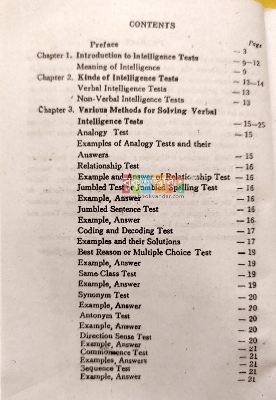 CONTENTS
Page
Preface — 3
Chapter 1. Introduction to Intelligence Tests — 9—12
Meaning of Intelligence — 9
Chapter 2. Kinds of Intelligence Tests — 13—14
Verbal Intelligence Tests — 13
Non-Verbal Intelligence Tests — 13
Chapter 3. Various Methods for Solving Verbal
Intelligence Tests — 15—25
Analogy Test — 15
Examples of Analogy Tests and their
Answers — 15
Relationship Test — 16
Example and Answer of Relationship Test — 16
Jumbled Test Jumbled Spelling Test — 16
Example, Answer — 16
Jumbled Sentence Test — 16
Example, Answer — 16
Coding and Decoding Test — 17
Examples and their Solutions — 17
Best Reason or Multiple Choice Test — 19
Example, Answer — 19
Same Class Test — 19
Example, Answer — 19
Synonym Test — 20
Example, Answer — 20
Antonym Test — 20
Example, Answer — 20
Direction Sense Test — 20
Example, Answer — 21
Commonsence Test — 21
Examples, Answers — 21
Sequence Test — 21
Example, Answer — 21